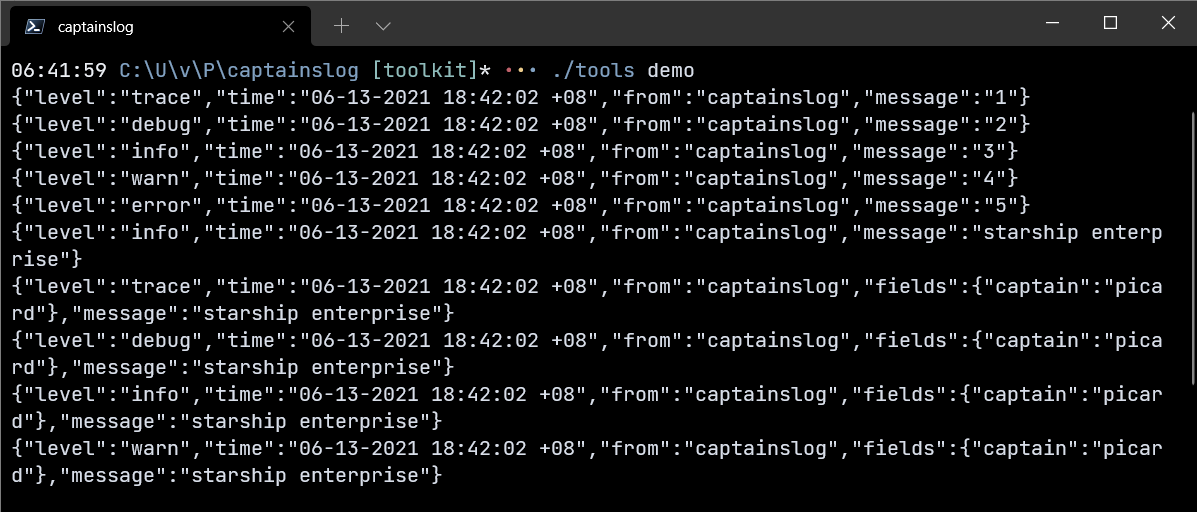 captainslog
06:41:59 C:\U\v\P\captainslog [toolkit]* ••• ./tools demo
{"level":"trace","time":"06-13-2021 18:42:02 +08","from":"captainslog","message":"1"}
{"level":"debug","time":"06-13-2021 18:42:02 +08","from":"captainslog","message":"2"}
{"level":"info","time":"06-13-2021 18:42:02 +08","from":"captainslog","message":"3"}
{"level":"warn","time":"06-13-2021 18:42:02 +08","from":"captainslog","message":"4"}
{"level":"error","time":"06-13-2021 18:42:02 +08","from":"captainslog","message":"5"}
{"level":"info","time":"06-13-2021 18:42:02 +08","from":"captainslog","message":"starship enterp
rise"}
{"level":"trace","time":"06-13-2021 18:42:02 +08","from":"captainslog","fields":{"captain":"pica
rd"},"message":"starship enterprise"}
{"level":"debug","time":"06-13-2021 18:42:02 +08","from":"captainslog","fields":{"captain":"pica
rd"},"message":"starship enterprise"}
{"level":"info","time":"06-13-2021 18:42:02 +08","from":"captainslog","fields":{"captain":"picar
d"},"message":"starship enterprise"}
{"level":"warn","time":"06-13-2021 18:42:02 +08","from":"captainslog","fields":{"captain":"picar
d"},"message":"starship enterprise"}